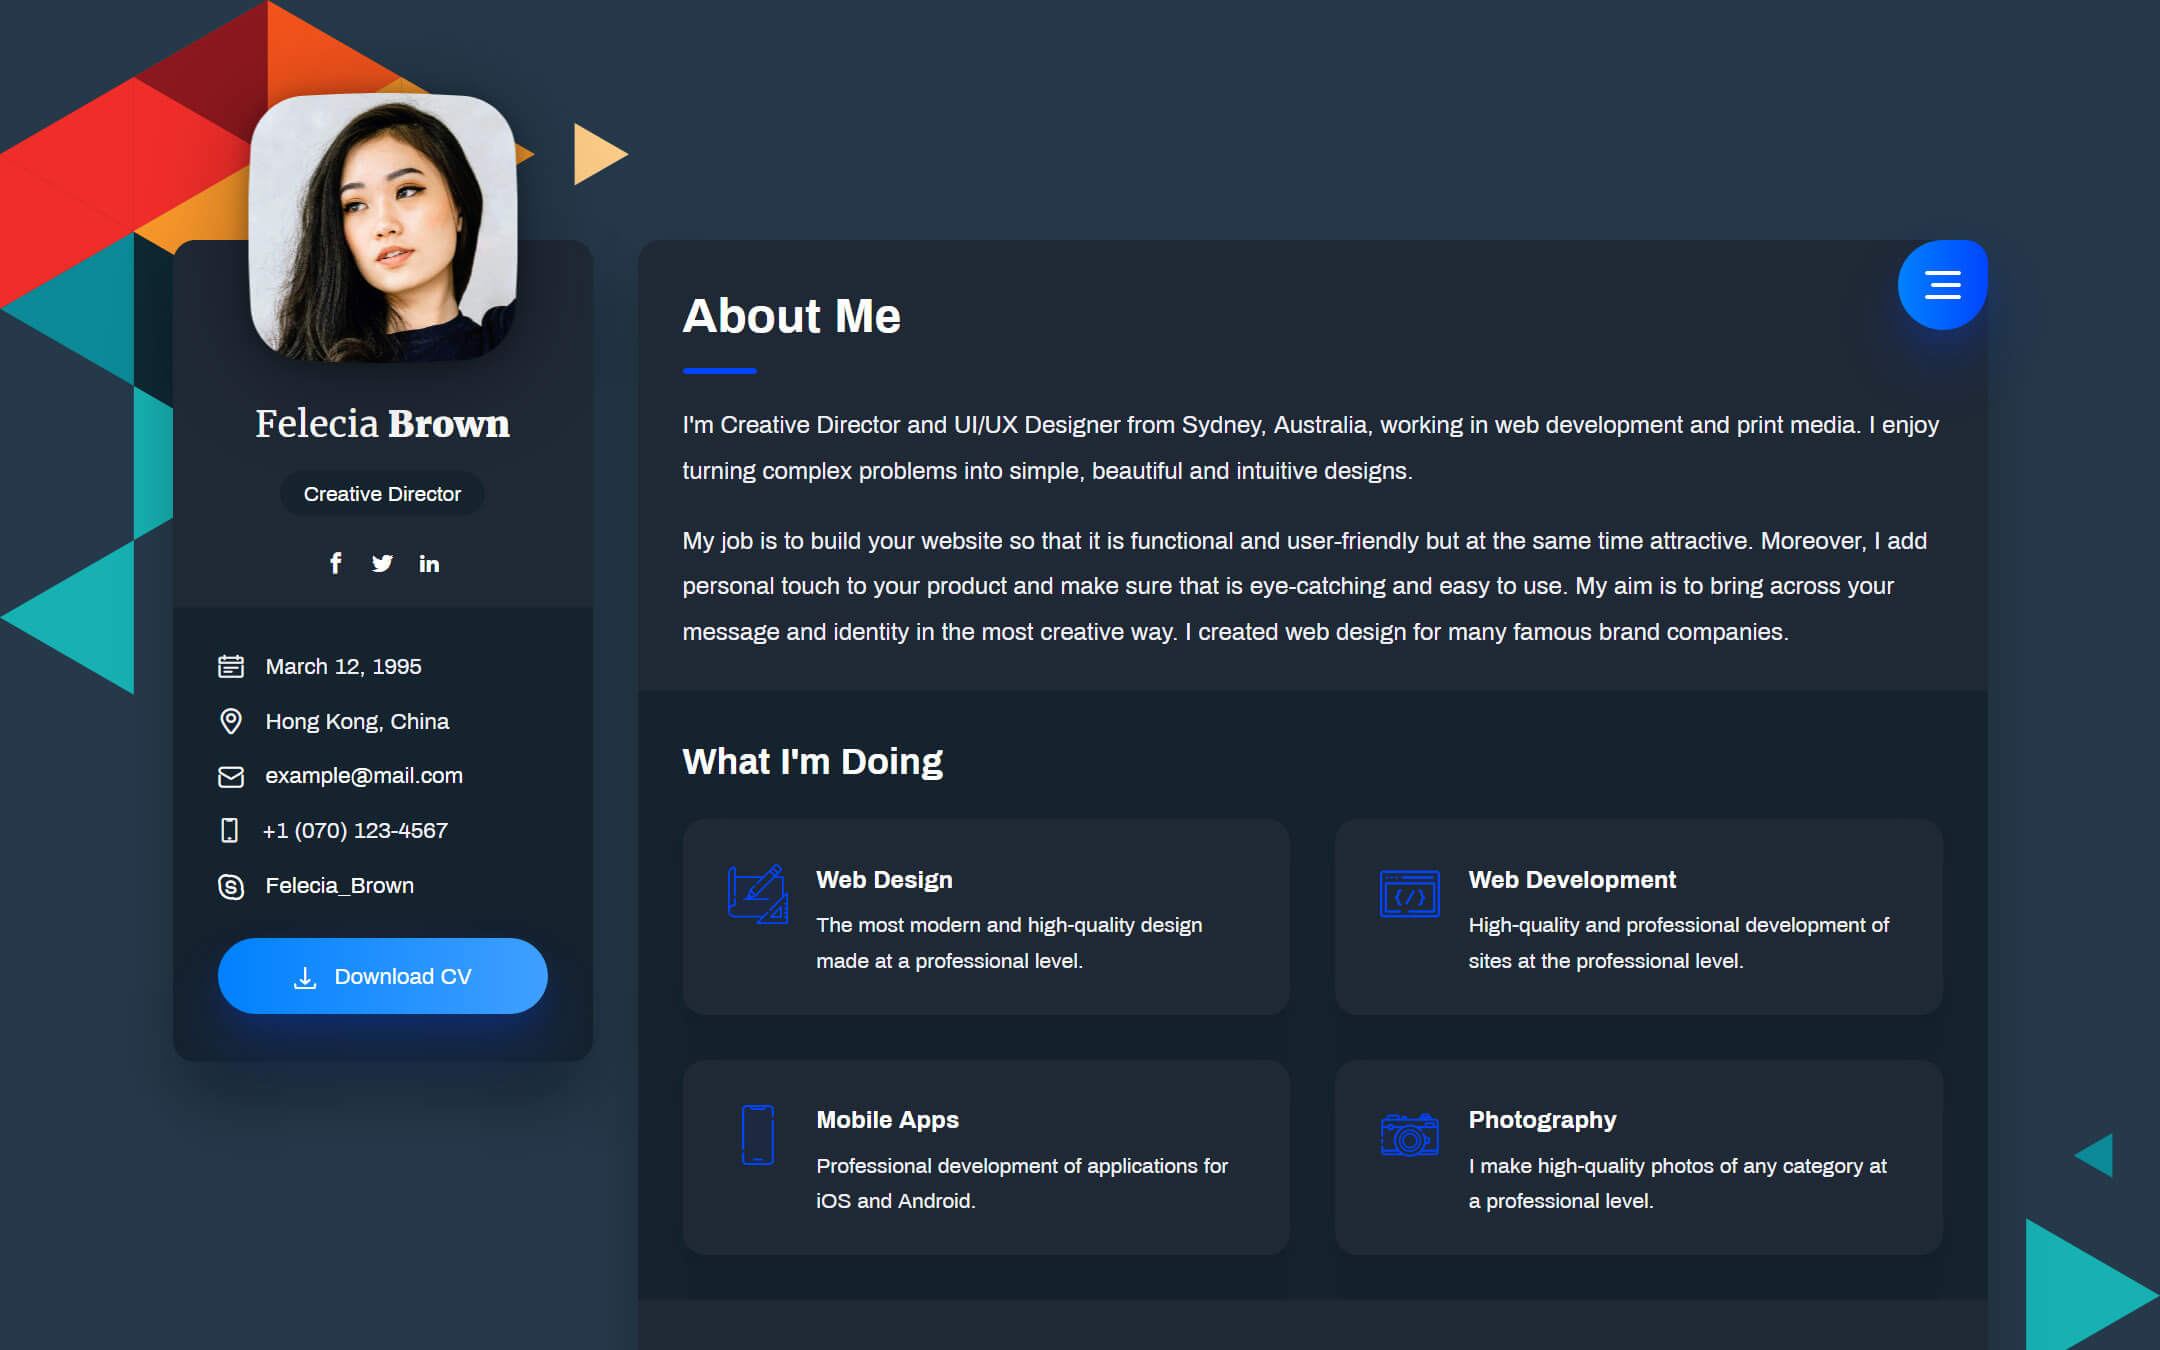 Felecia Brown
Creative Director
March 12, 1995
Hong Kong, China
example@mail.com
+1 (070) 123-4567
Felecia_Brown
Download CV
About Me
I'm Creative Director and UI/UX Designer from Sydney, Australia, working in web development and print media. I enjoy
turning complex problems into simple, beautiful and intuitive designs.
My job is to build your website so that it is functional and user-friendly but at the same time attractive. Moreover, I add
personal touch to your product and make sure that is eye-catching and easy to use. My aim is to bring across your
message and identity in the most creative way. I created web design for many famous brand companies.
What I'm Doing
Web Design
The most modern and high-quality design
made at a professional level.
Web Development
High-quality and professional development of
sites at the professional level.
Mobile Apps
Professional development of applications for
iOS and Android.
Photography
I make high-quality photos of any category at
a professional level.